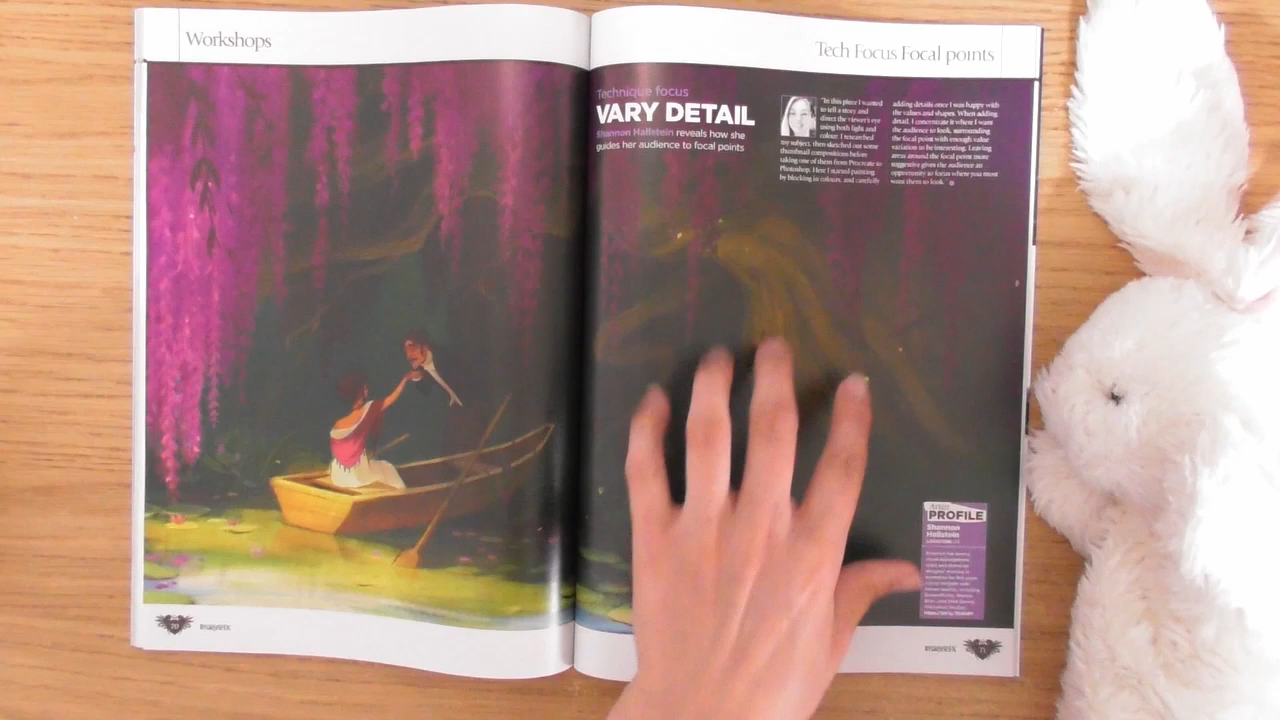 Workshops
Tech Focus Focal points
Technique focus
VARY DETAIL
Shannon Hallstein reveals how she
guides her audience to focal points
"In this piece I wanted
to tell a story and
direct the viewer's eye
using both light and
colour. I researched
my subject, then sketched out some
thumbnail compositions before
taking one of them from Procreate to
Photoshop. Here I started painting
by blocking in colours, and carefully
adding details once I was happy with
the values and shapes. When adding
detail, I concentrate it where I want
the audience to look, surrounding
the focal point with enough value
variation to be interesting. Leaving
areas around the focal point more
suggestive gives the audience an
opportunity to focus where you most
want them to look."
Artist
PROFILE
Shannon
Hallstein
LOCATION:
70
ImagineFX
ImagineFX
71